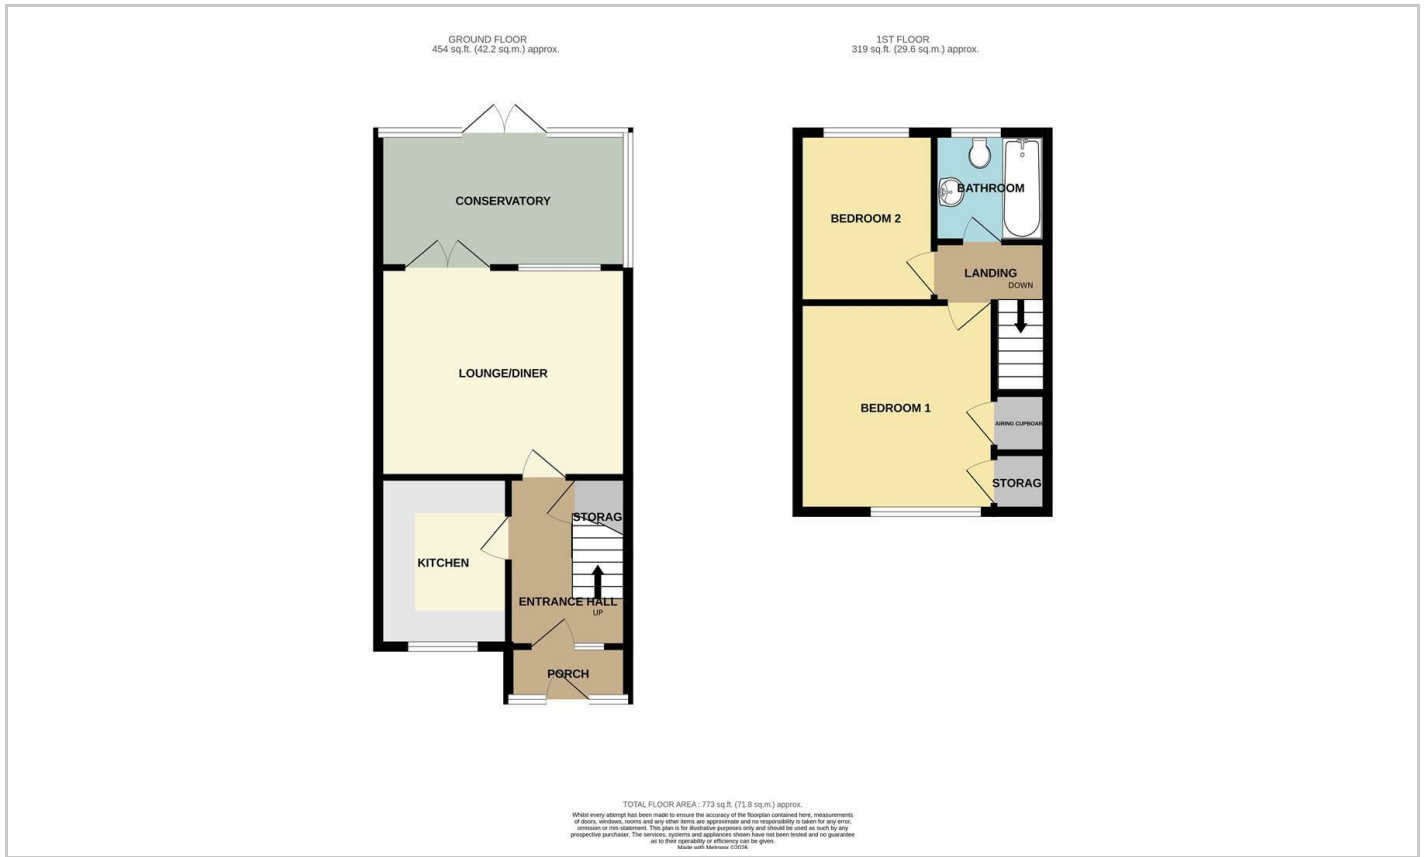 GROUND FLOOR
454 sq.ft. (42.2 sq.m.) approx.
1ST FLOOR
319 sq.ft. (29.6 sq.m.) approx.
CONSERVATORY
LOUNGE/DINER
KITCHEN
STORAG
ENTRANCE HALL
UP
PORCH
BEDROOM 2
BATHROOM
LANDING
DOWN
BEDROOM 1
AIRING CUPBOAR
STORAG
TOTAL FLOOR AREA : 773 sq.ft. (71.8 sq.m.) approx.
Whilst every attempt has been made to ensure the accuracy of the floorplan contained here, measurements
of doors, windows, rooms and any other items are approximate and no responsibility is taken for any error,
omission or mis-statement. This plan is for illustrative purposes only and should be used as such by any
prospective purchaser. The services, systems and appliances shown have not been tested and no guarantee
as to their operability or efficiency can be given.
Made with Metropix ©2026